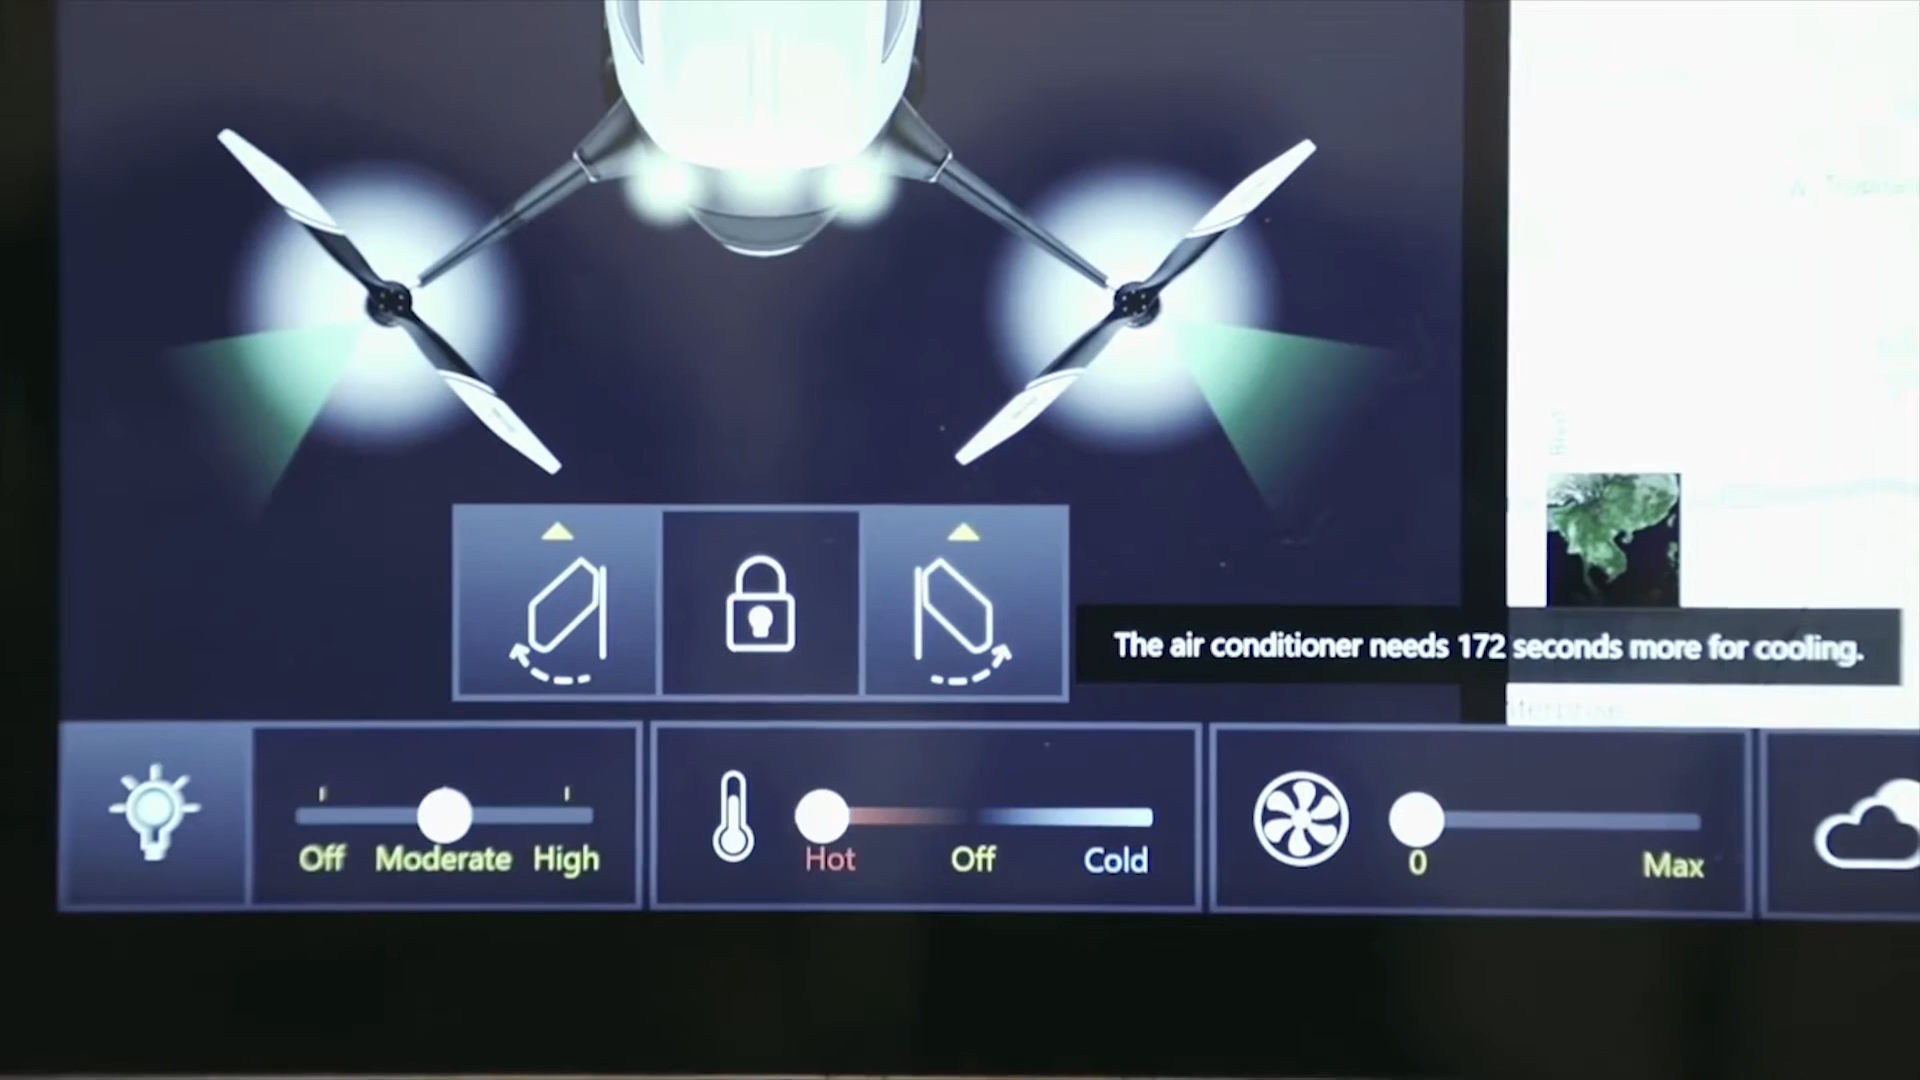 The air conditioner needs 172 seconds more for cooling.
Off Moderate High
Hot Off Cold
0 Max